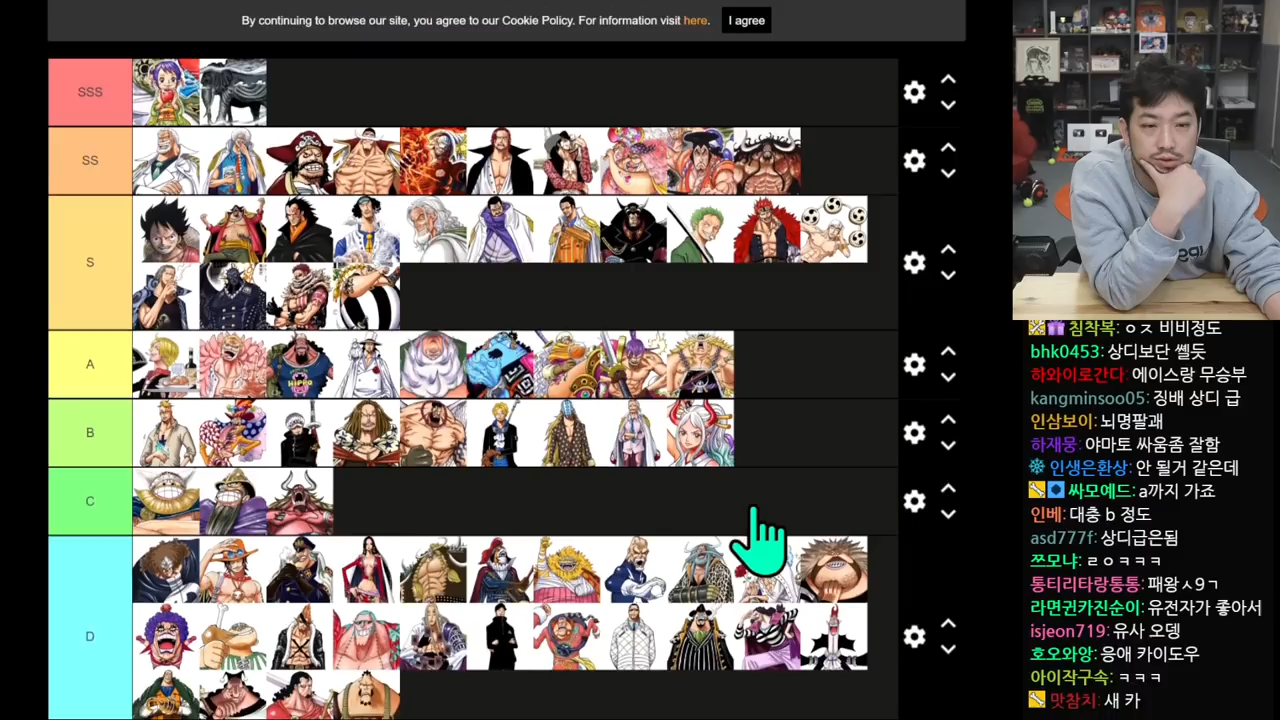 By continuing to browse our site, you agree to our Cookie Policy. For information visit here. I agree
SSS
SS
S
A
B
C
D
HIPPO
침착복: ㅇㅈ 비비정도
bhk0453: 상디보단 쎌듯
하와이로간다: 에이스랑 무승부
kangminsoo05: 징배 상디 급
인삼보이: 뇌명팔괘
하재뭉: 야마토 싸움좀 잘함
인생은환상: 안 될거 같은데
싸모예드: a까지 가죠
인베: 대충 b 정도
asd777f: 상디급은됨
쯔모냐: ㄹㅇㅋㅋㅋ
통티리타랑통통: 패왕ㅅ9ㄱ
라면귄카진순이: 유전자가 좋아서
isjeon719: 유사 오뎅
호오와앙: 응애 카이도우
아이작구속: ㅋㅋㅋ
맛참치: 새 카